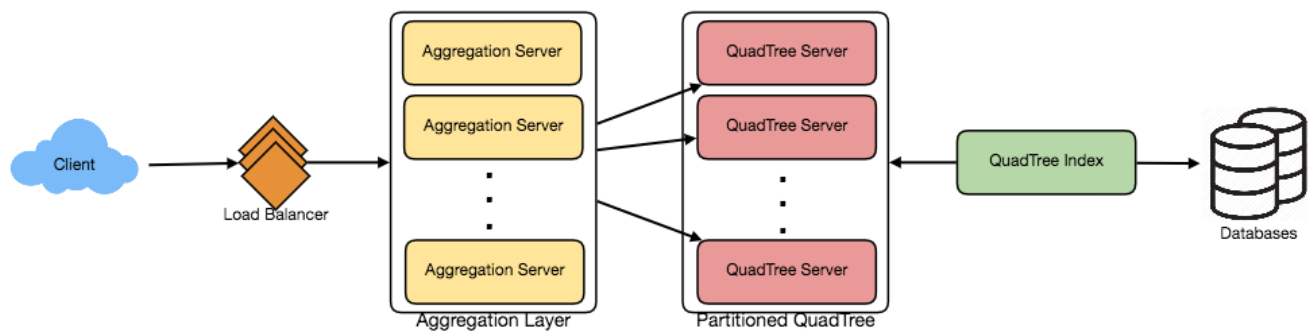 Aggregation Server
QuadTree Server
Aggregation Server
QuadTree Server
Client
QuadTree Index
Load Balancer
Databases
Aggregation Server
QuadTree Server
Aggregation Layer
Partitioned QuadTree